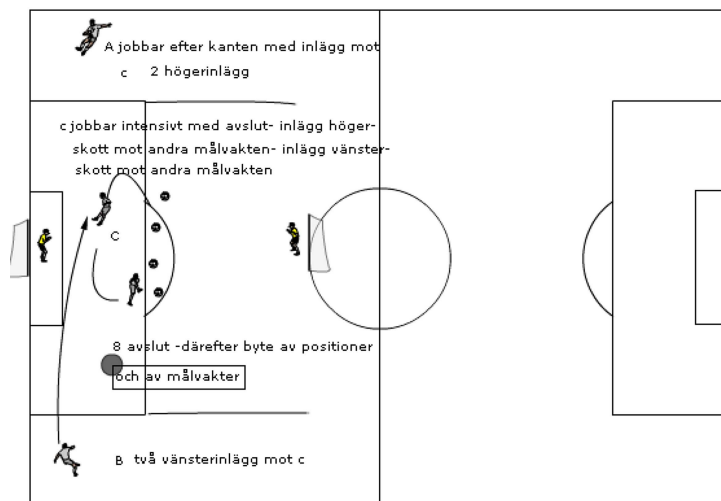 A jobbar efter kanten med inlägg mot
c 2 högerinlägg
c jobbar intensivt med avslut- inlägg höger-
skott mot andra målvakten- inlägg vänster-
skott mot andra målvakten
C
8 avslut -därefter byte av positioner
och av målvakter
B två vänsterinlägg mot c